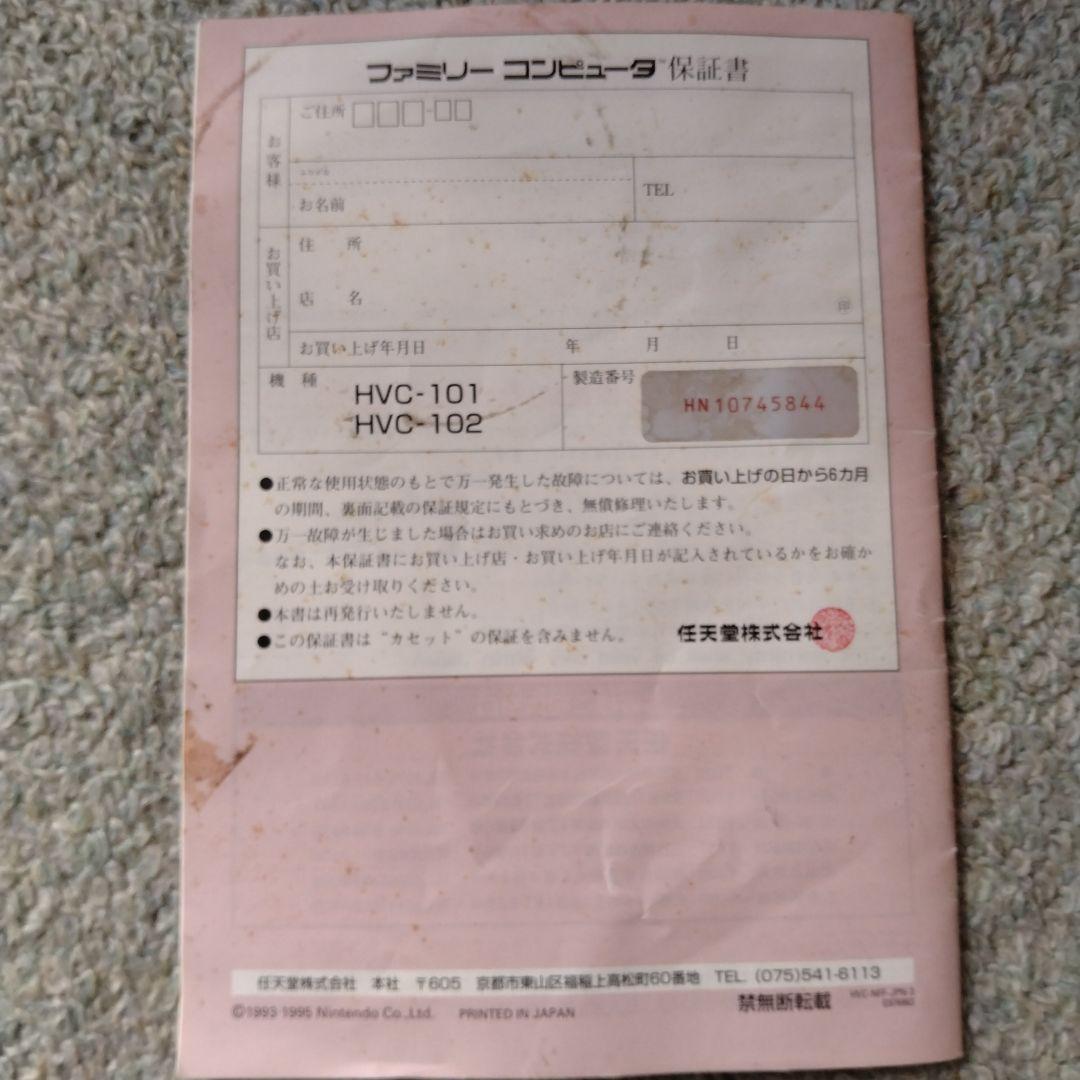 ファミリー コンピュータ™ 保証書
お客様
ご住所
お名前
TEL
お買い上げ店
住 所
店 名
印
お買い上げ年月日 年 月 日
機 種
HVC-101
HVC-102
製造番号
HN10745844
●正常な使用状態のもとで万一発生した故障については、お買い上げの日から6カ月
の期間、裏面記載の保証規定にもとづき、無償修理いたします。
●万一故障が生じました場合はお買い求めのお店にご連絡ください。
なお、本保証書にお買い上げ店・お買い上げ年月日が記入されているかをお確か
めの上お受け取りください。
●本書は再発行いたしません。
●この保証書は“カセット”の保証を含みません。
任天堂株式会社
任天堂株式会社 本社 〒605 京都市東山区福稲上高松町60番地 TEL. (075)541-6113
©1993 1995 Nintendo Co.,Ltd. PRINTED IN JAPAN
禁無断転載